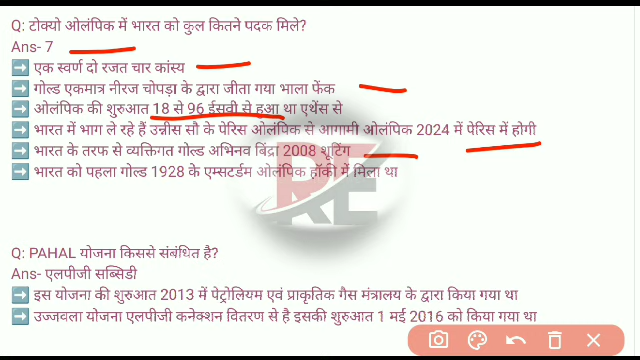 Q: टोक्यो ओलंपिक में भारत को कुल कितने पदक मिले?
Ans- 7
➡ एक स्वर्ण दो रजत चार कांस्य
➡ गोल्ड एकमात्र नीरज चोपड़ा के द्वारा जीता गया भाला फेंक
➡ ओलंपिक की शुरुआत 18 से 96 ईसवी से हुआ था एथेंस से
➡ भारत में भाग ले रहे हैं उन्नीस सौ के पेरिस ओलंपिक से आगामी ओलंपिक 2024 में पेरिस में होगी
➡ भारत के तरफ से व्यक्तिगत गोल्ड अभिनव बिंद्रा 2008 शूटिंग
➡ भारत को पहला गोल्ड 1928 के एम्सटर्डम ओलंपिक हॉकी में मिला था
Q: PAHAL योजना किससे संबंधित है?
Ans- एलपीजी सब्सिडी
➡ इस योजना की शुरुआत 2013 में पेट्रोलियम एवं प्राकृतिक गैस मंत्रालय के द्वारा किया गया था
➡ उज्जवला योजना एलपीजी कनेक्शन वितरण से है इसकी शुरुआत 1 मई 2016 को किया गया था